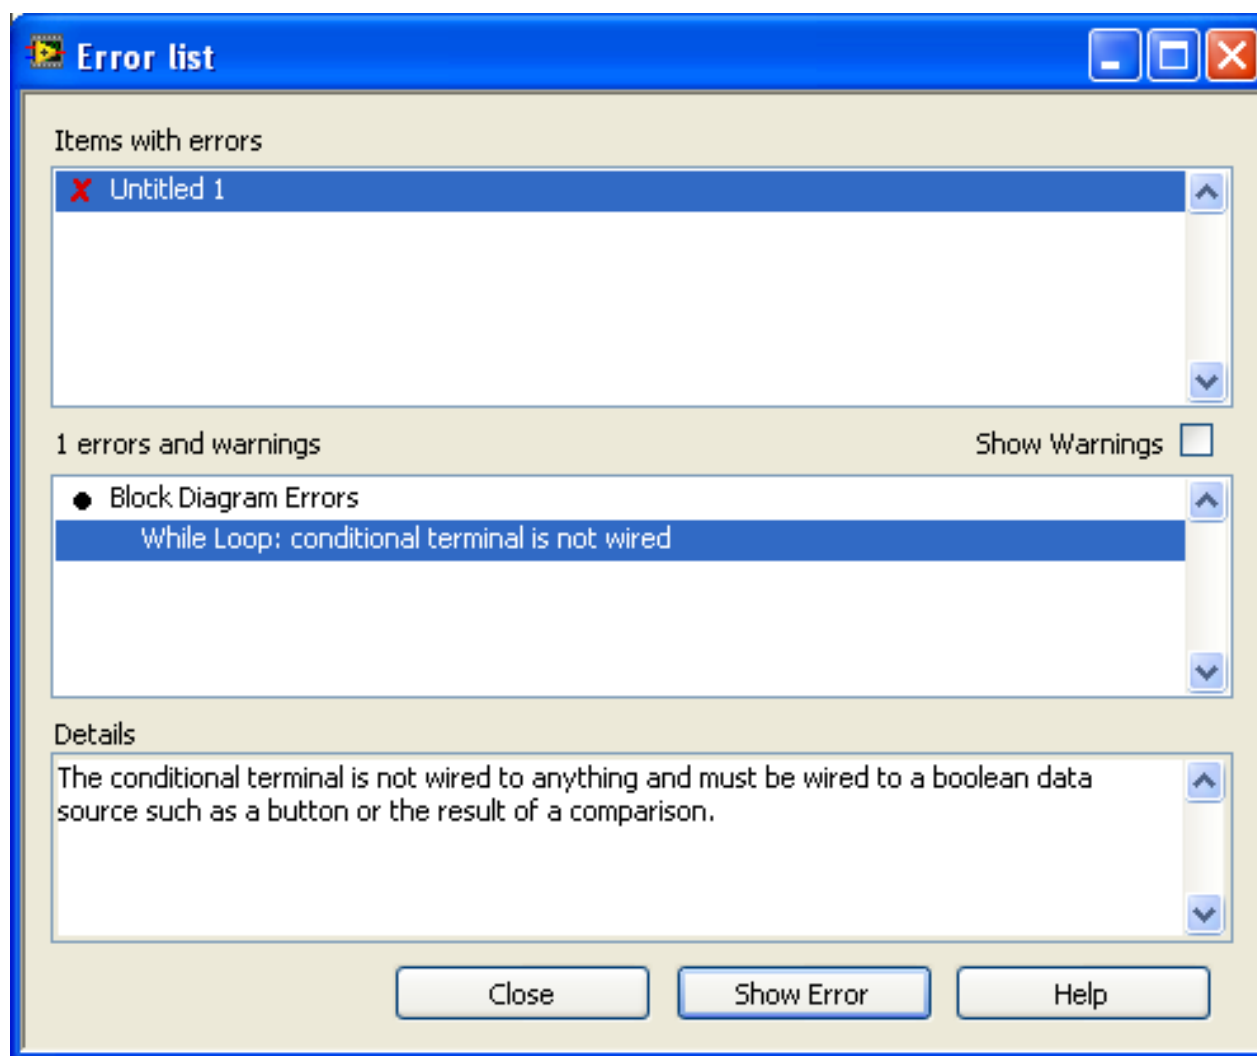 Error list
Items with errors
Untitled 1
1 errors and warnings
Show Warnings
Block Diagram Errors
While Loop: conditional terminal is not wired
Details
The conditional terminal is not wired to anything and must be wired to a boolean data
source such as a button or the result of a comparison.
Close
Show Error
Help